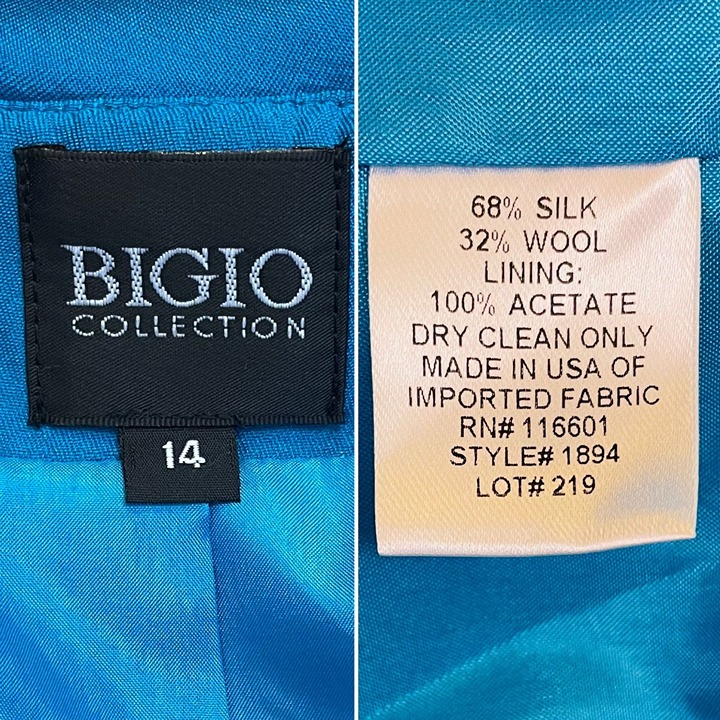 BIGIO
COLLECTION
14
68% SILK
32% WOOL
LINING:
100% ACETATE
DRY CLEAN ONLY
MADE IN USA OF
IMPORTED FABRIC
RN# 116601
STYLE# 1894
LOT# 219